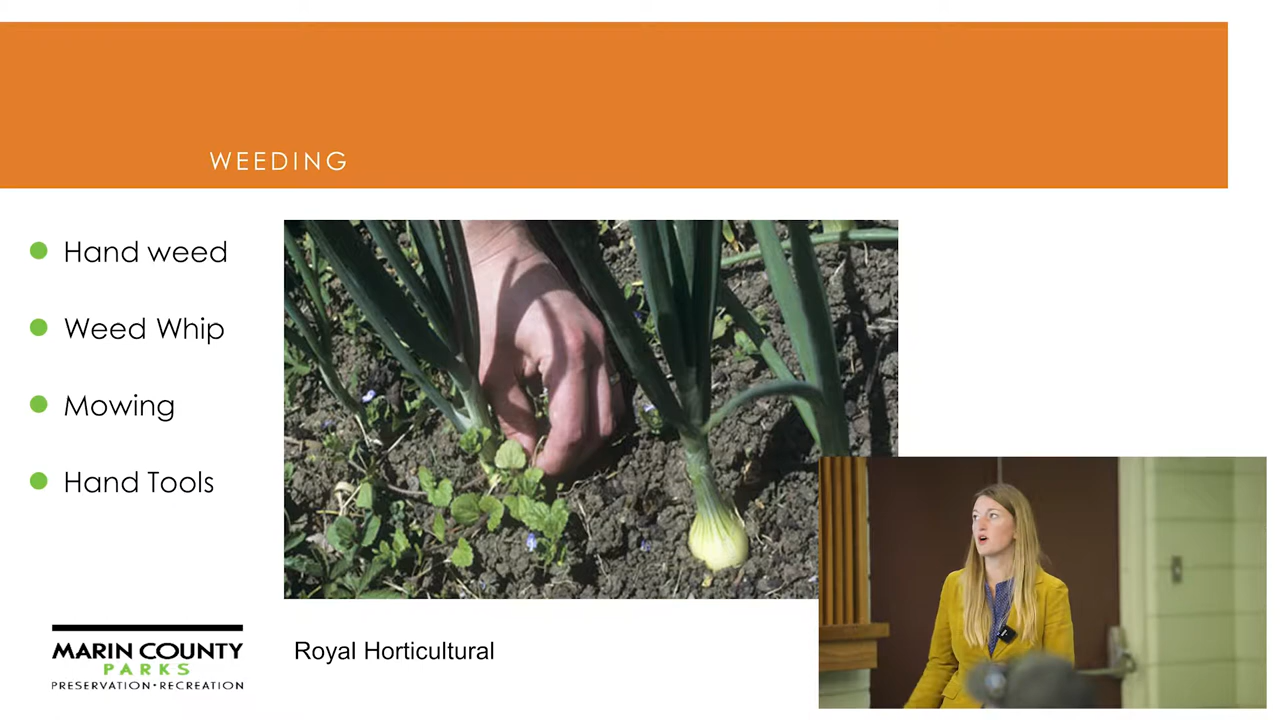 WEEDING
Hand weed
Weed Whip
Mowing
Hand Tools
MARIN COUNTY
PARKS
PRESERVATION•RECREATION
Royal Horticultural